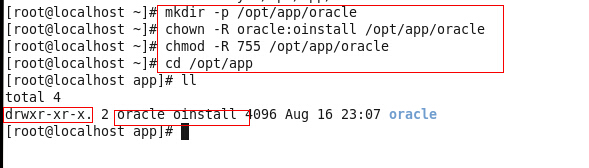 [root@localhost ~]# mkdir -p /opt/app/oracle
[root@localhost ~]# chown -R oracle:oinstall /opt/app/oracle
[root@localhost ~]# chmod -R 755 /opt/app/oracle
[root@localhost ~]# cd /opt/app
[root@localhost app]# ll
total 4
drwxr-xr-x. 2 oracle oinstall 4096 Aug 16 23:07 oracle
[root@localhost app]#